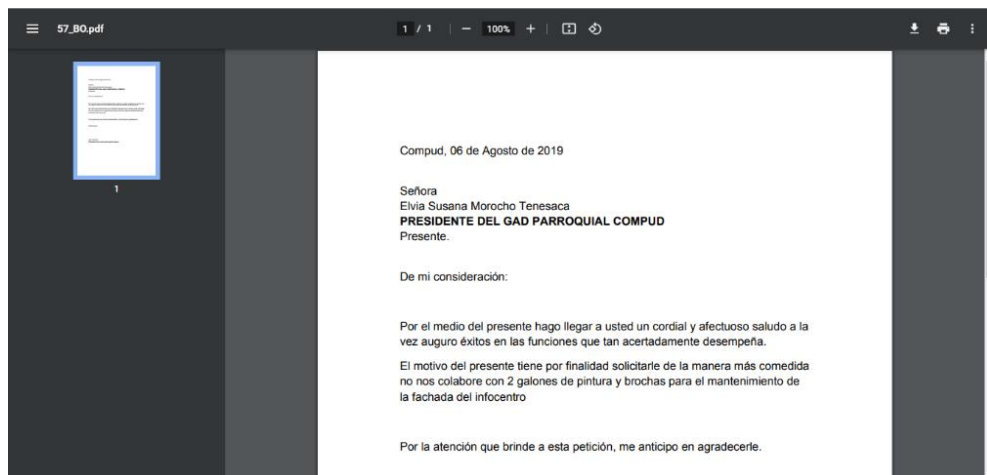 57_BO.pdf
1 / 1
100%
1
Compud, 06 de Agosto de 2019
Señora
Elvia Susana Morocho Tenesaca
PRESIDENTE DEL GAD PARROQUIAL COMPUD
Presente.
De mi consideración:
Por el medio del presente hago llegar a usted un cordial y afectuoso saludo a la
vez auguro éxitos en las funciones que tan acertadamente desempeña.
El motivo del presente tiene por finalidad solicitarle de la manera más comedida
no nos colabore con 2 galones de pintura y brochas para el mantenimiento de
la fachada del infocentro
Por la atención que brinde a esta petición, me anticipo en agradecerle.